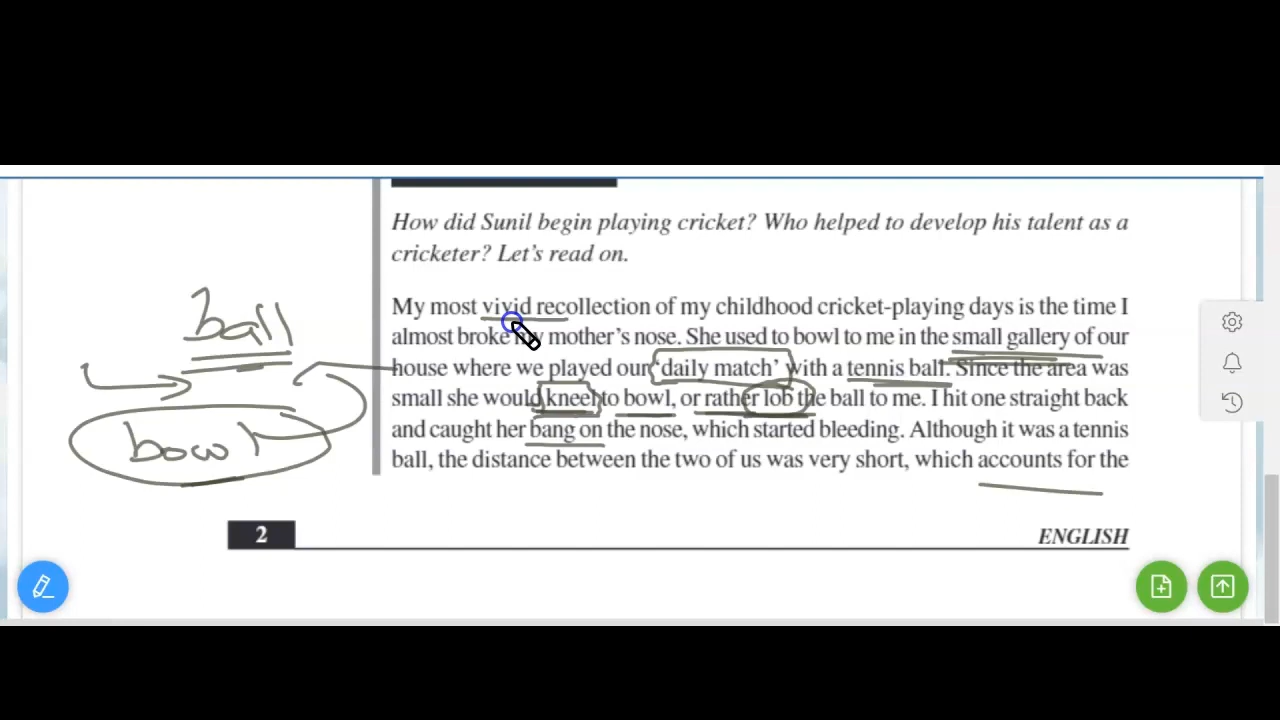 How did Sunil begin playing cricket? Who helped to develop his talent as a
cricketer? Let's read on.
My most vivid recollection of my childhood cricket-playing days is the time I
almost broke my mother's nose. She used to bowl to me in the small gallery of our
house where we played our 'daily match' with a tennis ball. Since the area was
small she would kneel to bowl, or rather lob the ball to me. I hit one straight back
and caught her bang on the nose, which started bleeding. Although it was a tennis
ball, the distance between the two of us was very short, which accounts for the
ball
bowl
2
ENGLISH